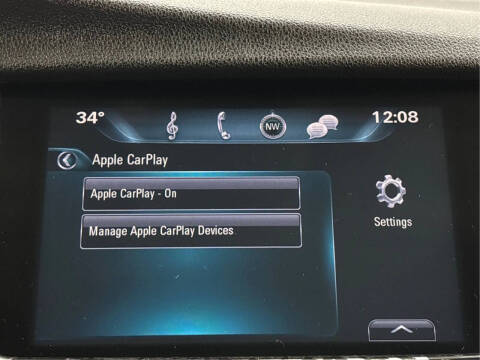 34°
NW
12:08
Apple CarPlay
Apple CarPlay - On
Manage Apple CarPlay Devices
Settings